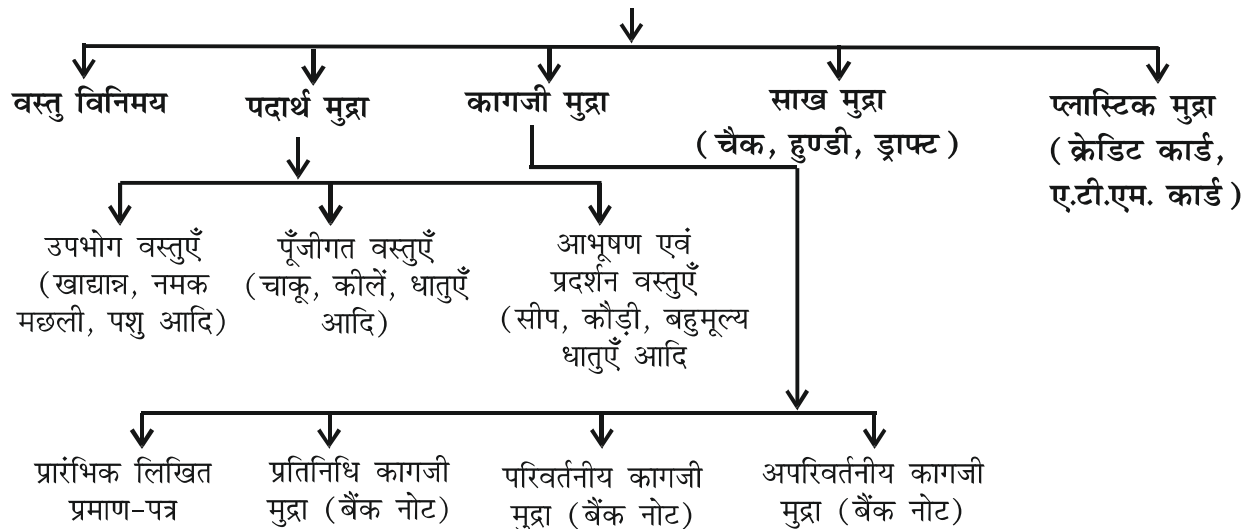 वस्तु विनिमय
पदार्थ मुद्रा
कागजी मुद्रा
साख मुद्रा
(चैक, हुण्डी, ड्राफ्ट)
प्लास्टिक मुद्रा
(क्रेडिट कार्ड,
ए.टी.एम. कार्ड)
उपभोग वस्तुएँ
(खाद्यान्न, नमक
मछली, पशु आदि)
पूँजीगत वस्तुएँ
(चाकू, कीलें, धातुएँ
आदि)
आभूषण एवं
प्रदर्शन वस्तुएँ
(सीप, कौड़ी, बहुमूल्य
धातुएँ आदि
प्रारंभिक लिखित
प्रमाण-पत्र
प्रतिनिधि कागजी
मुद्रा (बैंक नोट)
परिवर्तनीय कागजी
मुद्रा (बैंक नोट)
अपरिवर्तनीय कागजी
मुद्रा (बैंक नोट)